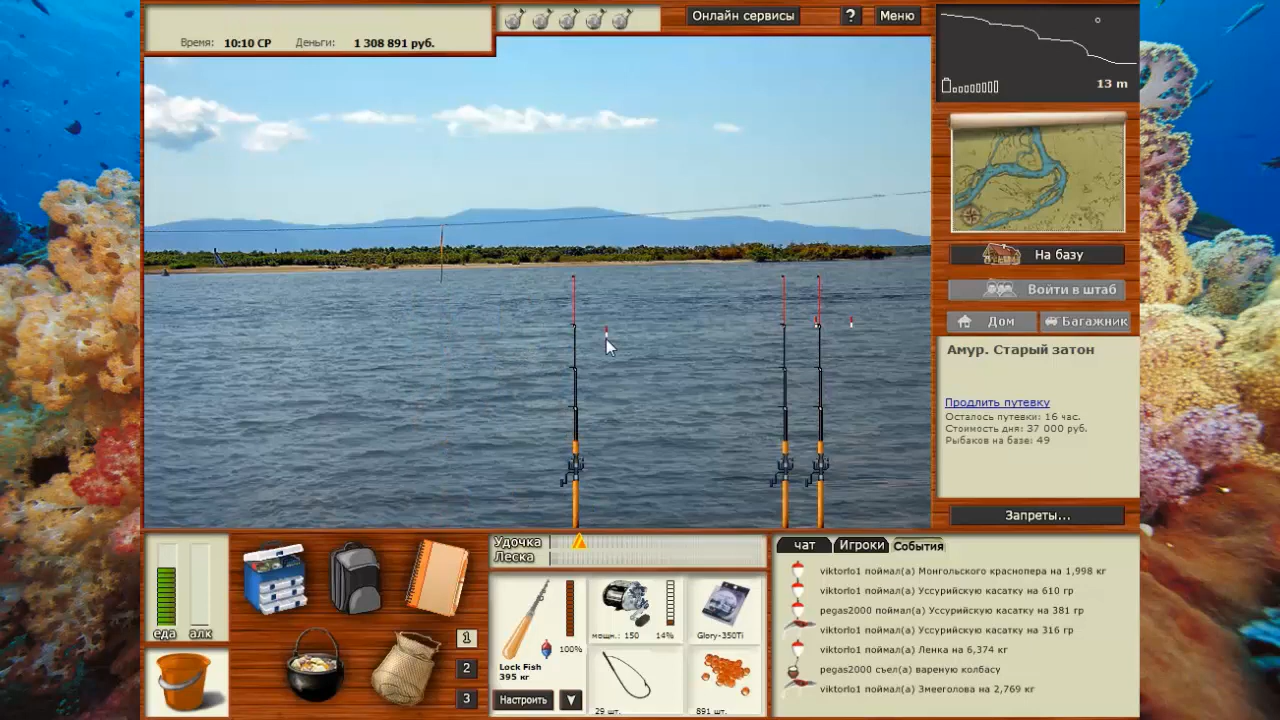 Время: 10:10 СР Деньги: 1 308 891 руб.
Онлайн сервисы
?
Меню
13 m
На базу
Войти в штаб
Дом
Багажник
Амур. Старый затон
Продлить путевку
Осталось путевки: 16 час.
Стоимость дня: 37 000 руб.
Рыбаков на базе: 49
Запреты...
еда алк
1
2
3
Удочка
Леска
100%
Lock Fish
395 кг
Настроить
мощн.: 150 14%
Glory-350Ti
29 шт.
891 шт.
чат Игроки События
viktorlo1 поймал(а) Монгольского краснопера на 1,998 кг
viktorlo1 поймал(а) Уссурийскую касатку на 610 гр
pegas2000 поймал(а) Уссурийскую касатку на 381 гр
viktorlo1 поймал(а) Уссурийскую касатку на 316 гр
viktorlo1 поймал(а) Ленка на 6,374 кг
pegas2000 съел(а) вареную колбасу
viktorlo1 поймал(а) Змееголова на 2,769 кг